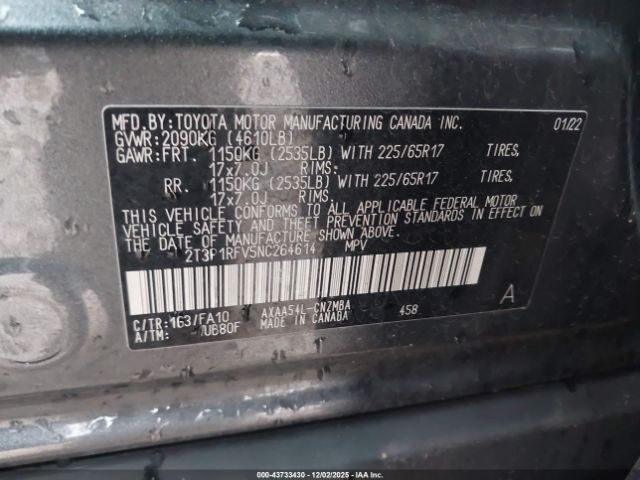 MFD.BY:TOYOTA MOTOR MANUFACTURING CANADA INC. 01/22
GVWR:2090KG (4610LB)
GAWR:FRT. 1150KG (2535LB) WITH 225/65R17 TIRES,
17x7.0J RIMS:
RR. 1150KG (2535LB) WITH 225/65R17 TIRES,
17x7.0J RIMS:
THIS VEHICLE CONFORMS TO ALL APPLICABLE FEDERAL MOTOR
VEHICLE SAFETY AND THEFT PREVENTION STANDARDS IN EFFECT ON
THE DATE OF MANUFACTURE SHOWN ABOVE.
2T3P1RFV5NC264614 MPV
A
C/TR:163/FA10 AXAA54L-CNZMBA 458
A/TM: /UB80F MADE IN CANADA
000-43733430 - 12/02/2025 - IAA Inc.